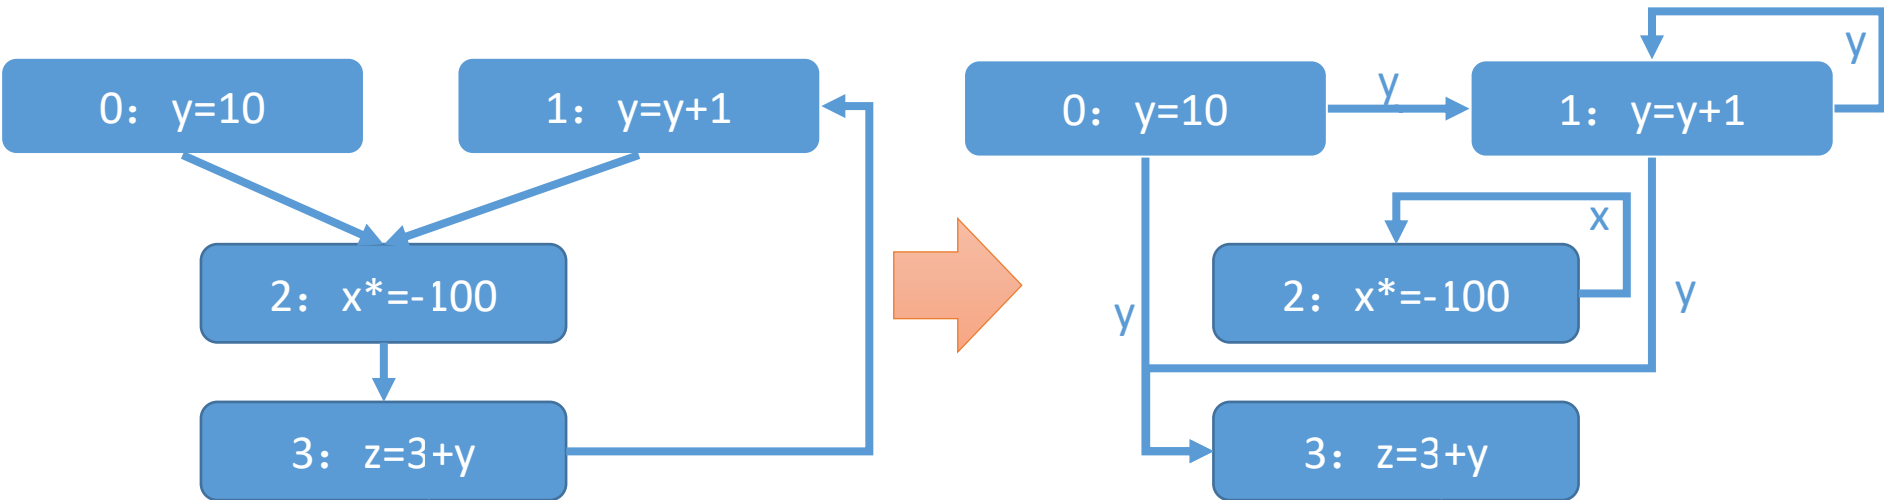 0： y=10
1： y=y+1
2： x*=-100
3： z=3+y
y
0： y=10
y
1： y=y+1
x
2： x*=-100
y
y
3： z=3+y